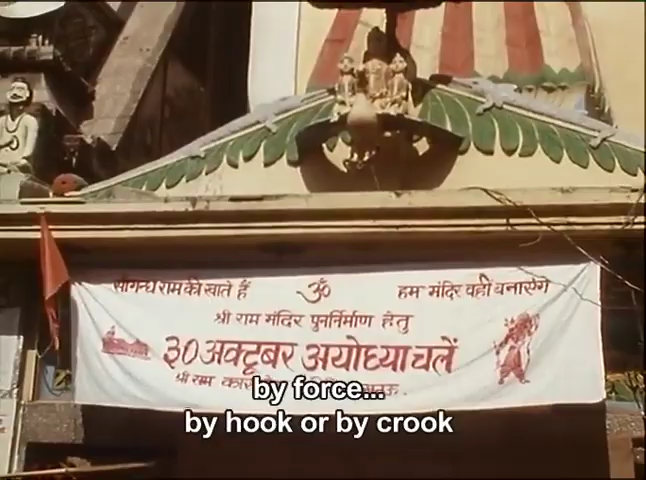 सौगन्ध राम की खाते हैं ॐ हम मंदिर वहीं बनाऐंगे
श्री राम मंदिर पुनर्निर्माण हेतु
३० अक्टूबर अयोध्या चलें
श्री राम
by force...
by hook or by crook